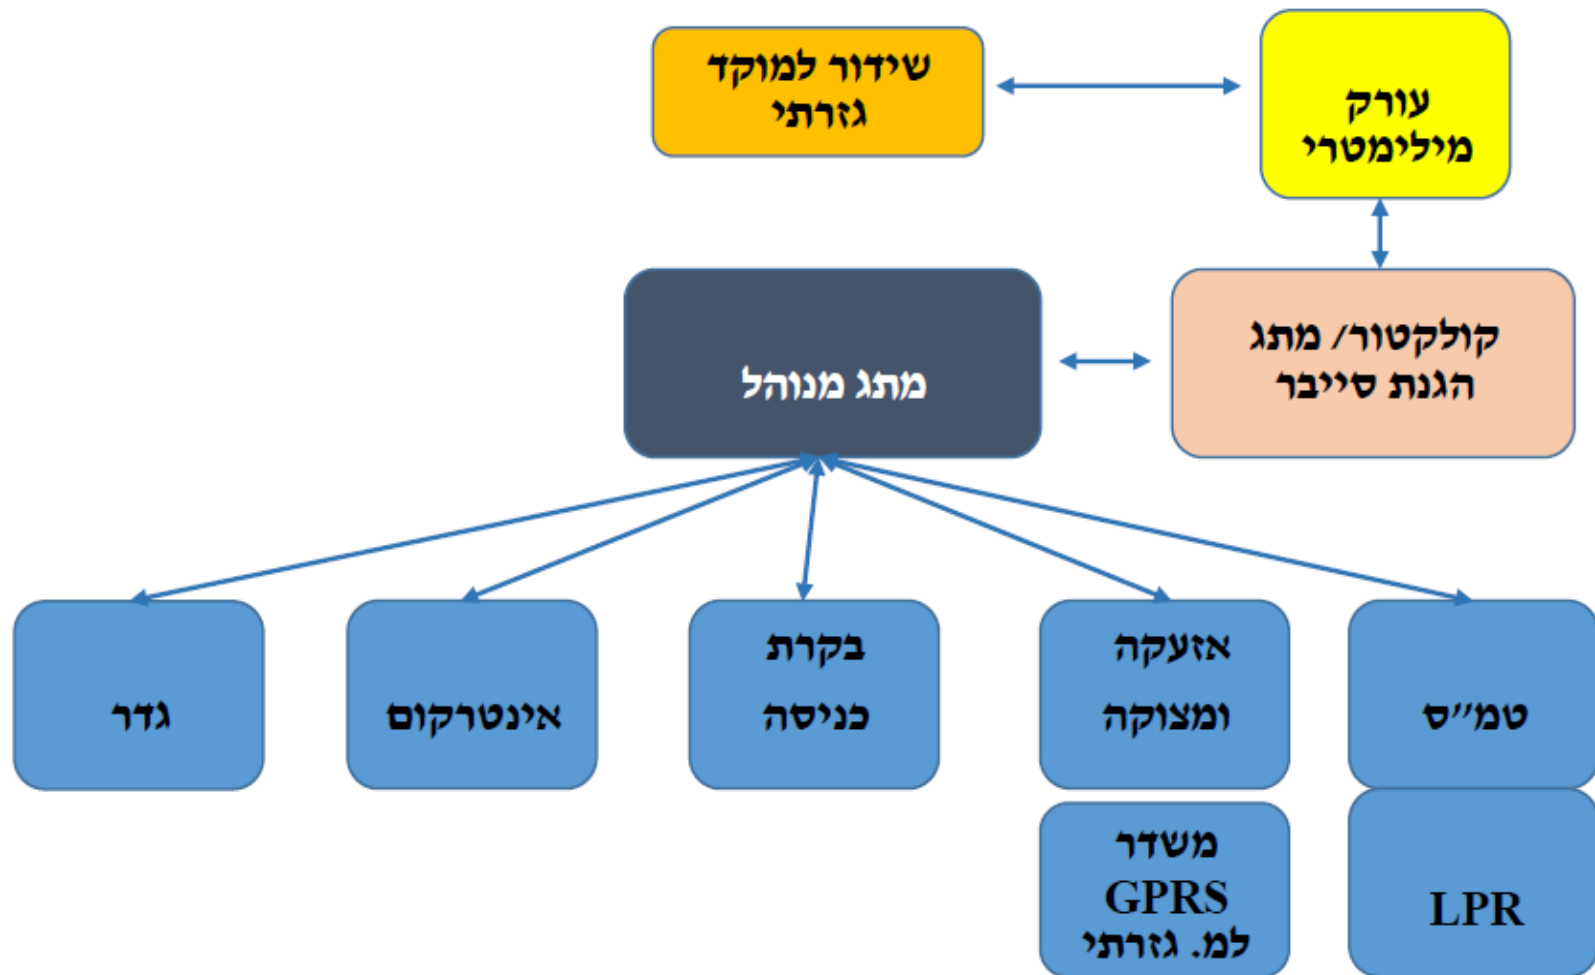 עורק
מילימטרי
שידור למוקד
גזרתי
קולקטור/ מתג
הגנת סייבר
מתג מנוהל
טמ"ס
אזעקה
ומצוקה
בקרת
כניסה
אינטרקום
גדר
LPR
משדר
GPRS
למ. גזרתי